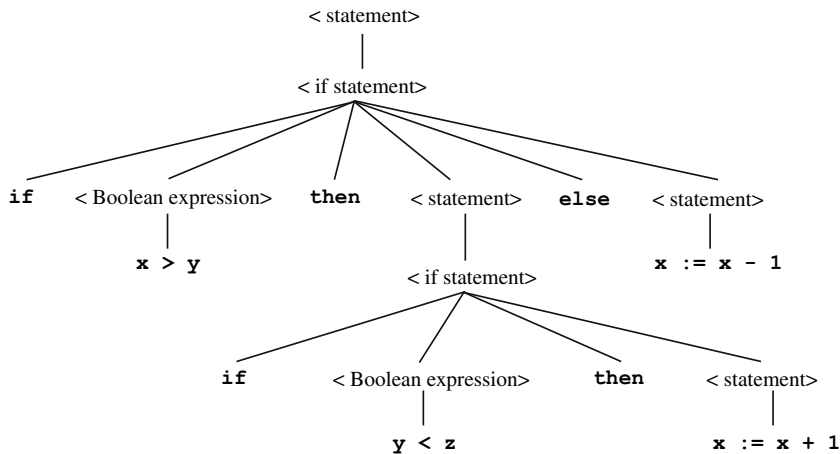 < statement>
< if statement>
if < Boolean expression> then < statement> else < statement>
x > y x := x - 1
< if statement>
if < Boolean expression> then < statement>
y < z x := x + 1